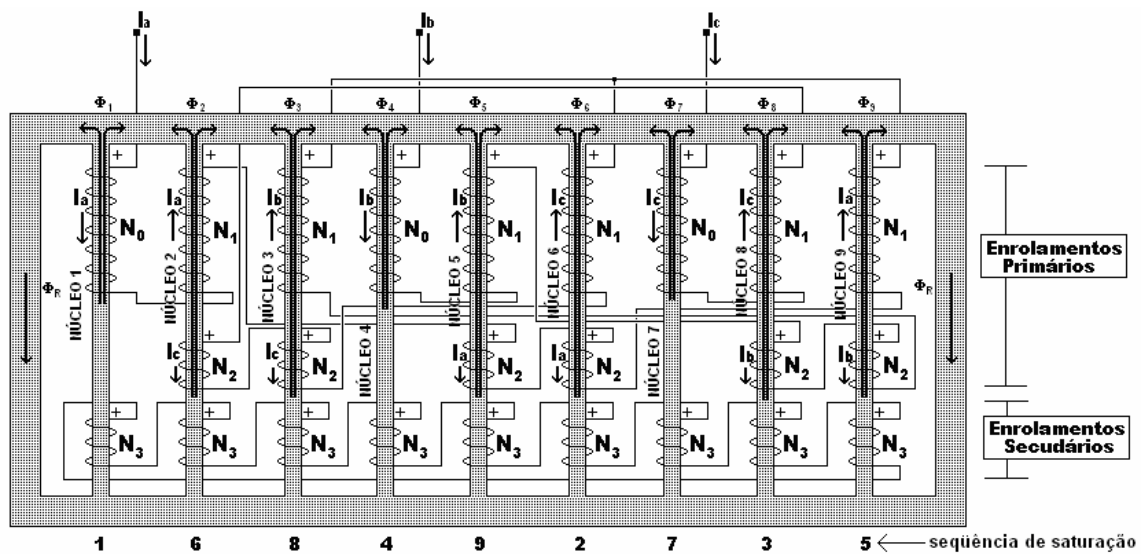 Ia Ib Ic
Φ1 Φ2 Φ3 Φ4 Φ5 Φ6 Φ7 Φ8 Φ9
+ + + + + + + + +
Ia Ia Ib Ib Ib Ic Ic Ic Ia
N0 N1 N1 N0 N1 N1 N0 N1 N1
NÚCLEO 1
NÚCLEO 2
NÚCLEO 3
NÚCLEO 4
NÚCLEO 5
NÚCLEO 6
NÚCLEO 7
NÚCLEO 8
NÚCLEO 9
ΦR ΦR
Enrolamentos
Primários
+ + + + + +
Ic Ic Ia Ia Ib Ib
N2 N2 N2 N2 N2 N2
+ + + + + + + + +
N3 N3 N3 N3 N3 N3 N3 N3 N3
Enrolamentos
Secudários
1 6 8 4 9 2 7 3 5 seqüência de saturação